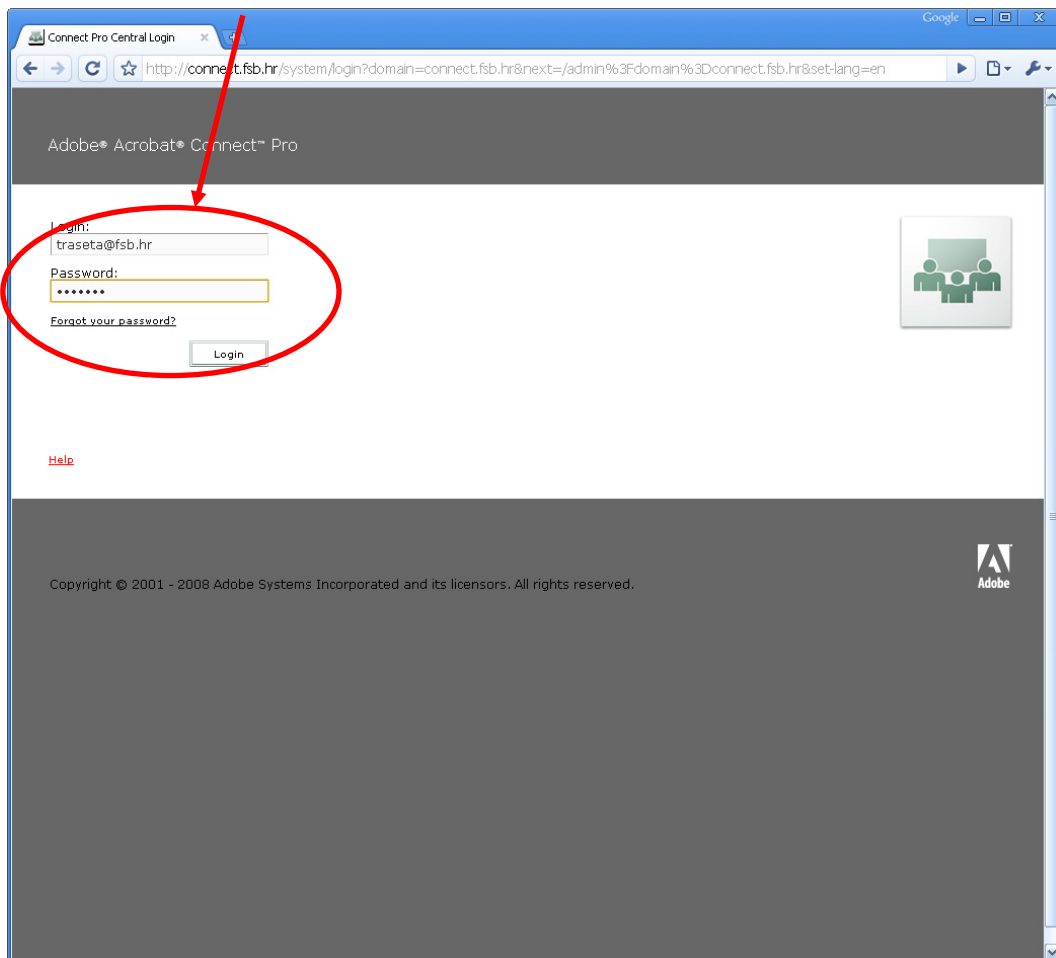 Google
Connect Pro Central Login
http://connect.fsb.hr/system/login?domain=connect.fsb.hr&next=/admin%3Fdomain%3Dconnect.fsb.hr&set-lang=en
Adobe® Acrobat® Connect™ Pro
Login:
traseta@fsb.hr
Password:
•••••••
Forgot your password?
Login
Help
Adobe
Copyright © 2001 - 2008 Adobe Systems Incorporated and its licensors. All rights reserved.